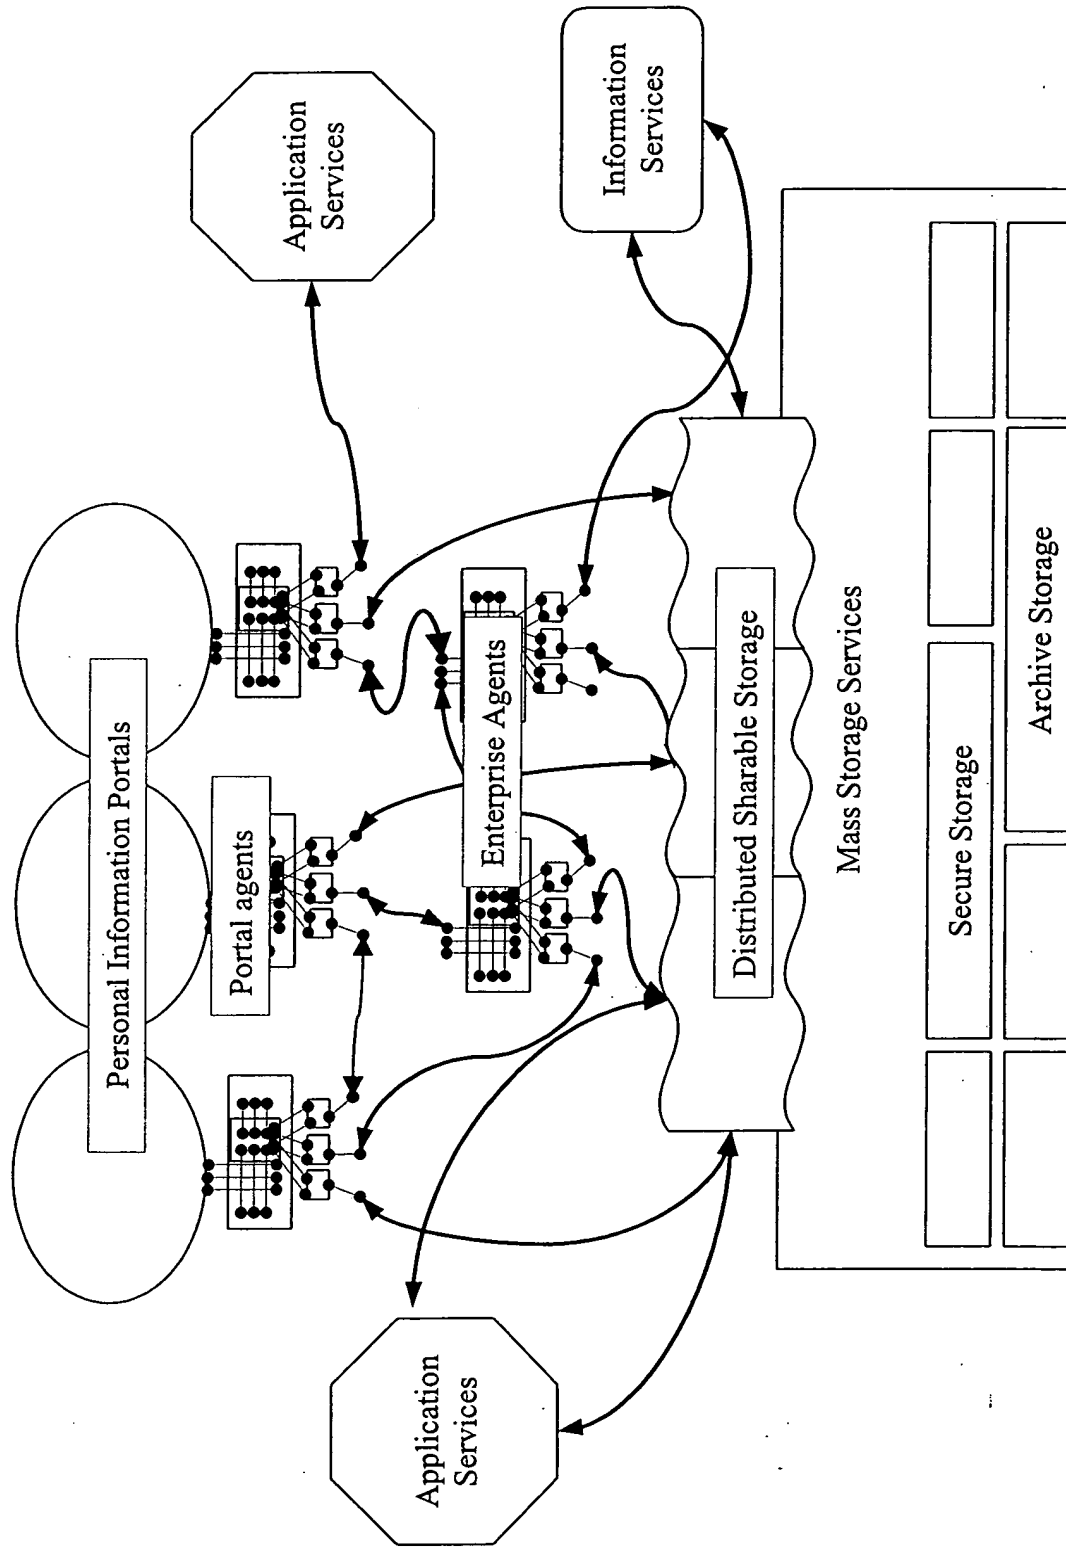 Personal Information Portals
Portal agents
Application
Services
Application
Services
Enterprise Agents
Information
Services
Distributed Sharable Storage
Mass Storage Services
Secure Storage
Archive Storage